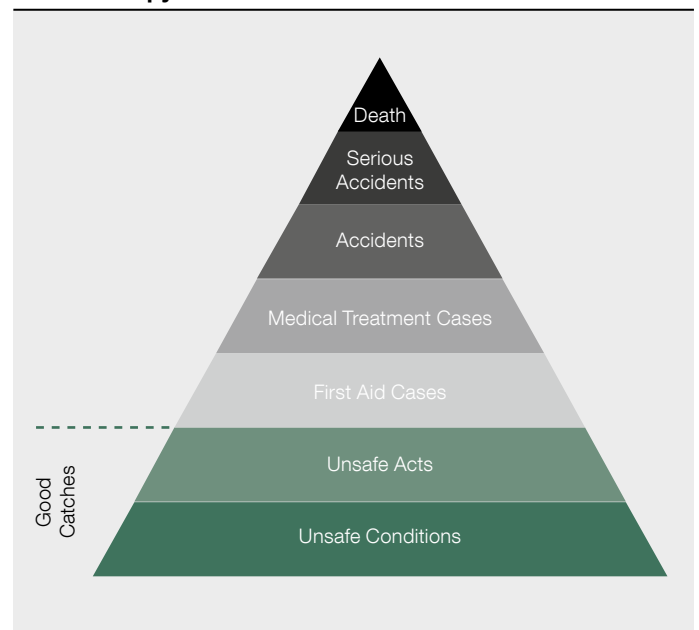 Death
Serious
Accidents
Accidents
Medical Treatment Cases
First Aid Cases
Unsafe Acts
Unsafe Conditions
Good
Catches